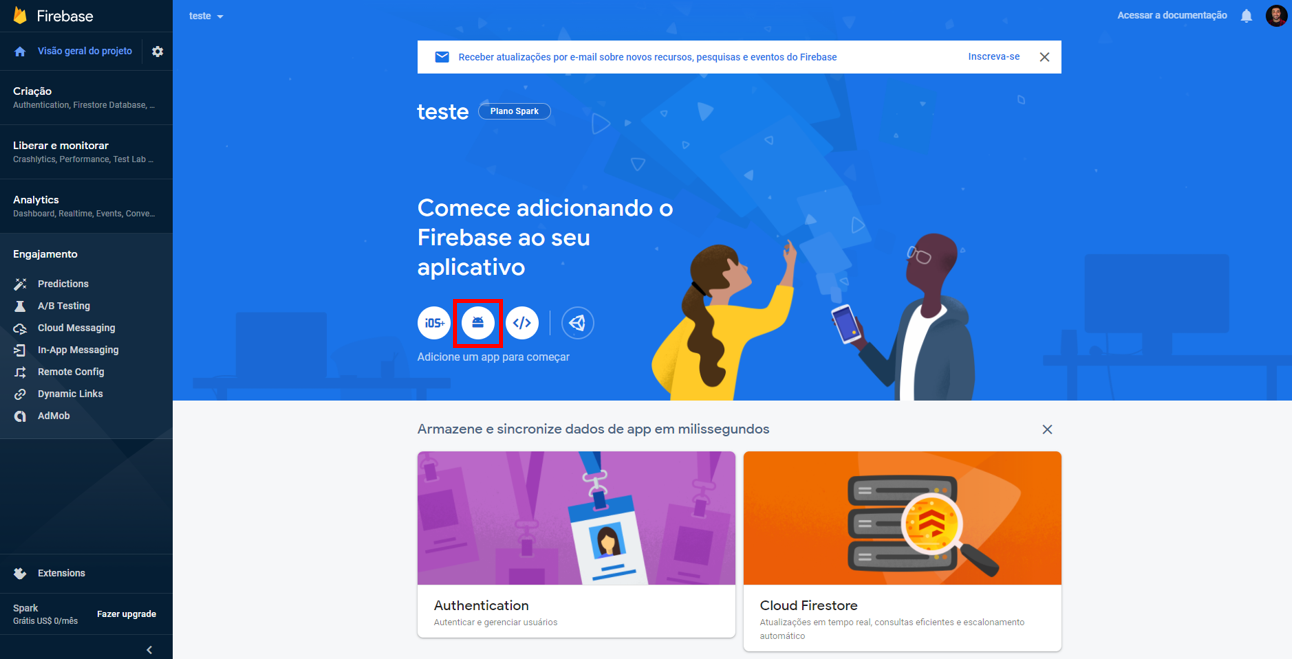 Firebase
teste
Acessar a documentação
Visão geral do projeto
Receber atualizações por e-mail sobre novos recursos, pesquisas e eventos do Firebase
Inscreva-se
Criação
Authentication, Firestore Database, ...
Liberar e monitorar
Crashlytics, Performance, Test Lab ...
Analytics
Dashboard, Realtime, Events, Conve...
Engajamento
Predictions
A/B Testing
Cloud Messaging
In-App Messaging
Remote Config
Dynamic Links
AdMob
Extensions
Spark
Grátis US$ 0/mês
Fazer upgrade
teste
Plano Spark
Comece adicionando o
Firebase ao seu
aplicativo
iOS+
Adicione um app para começar
Armazene e sincronize dados de app em milissegundos
Authentication
Autenticar e gerenciar usuários
Cloud Firestore
Atualizações em tempo real, consultas eficientes e escalonamento
automático